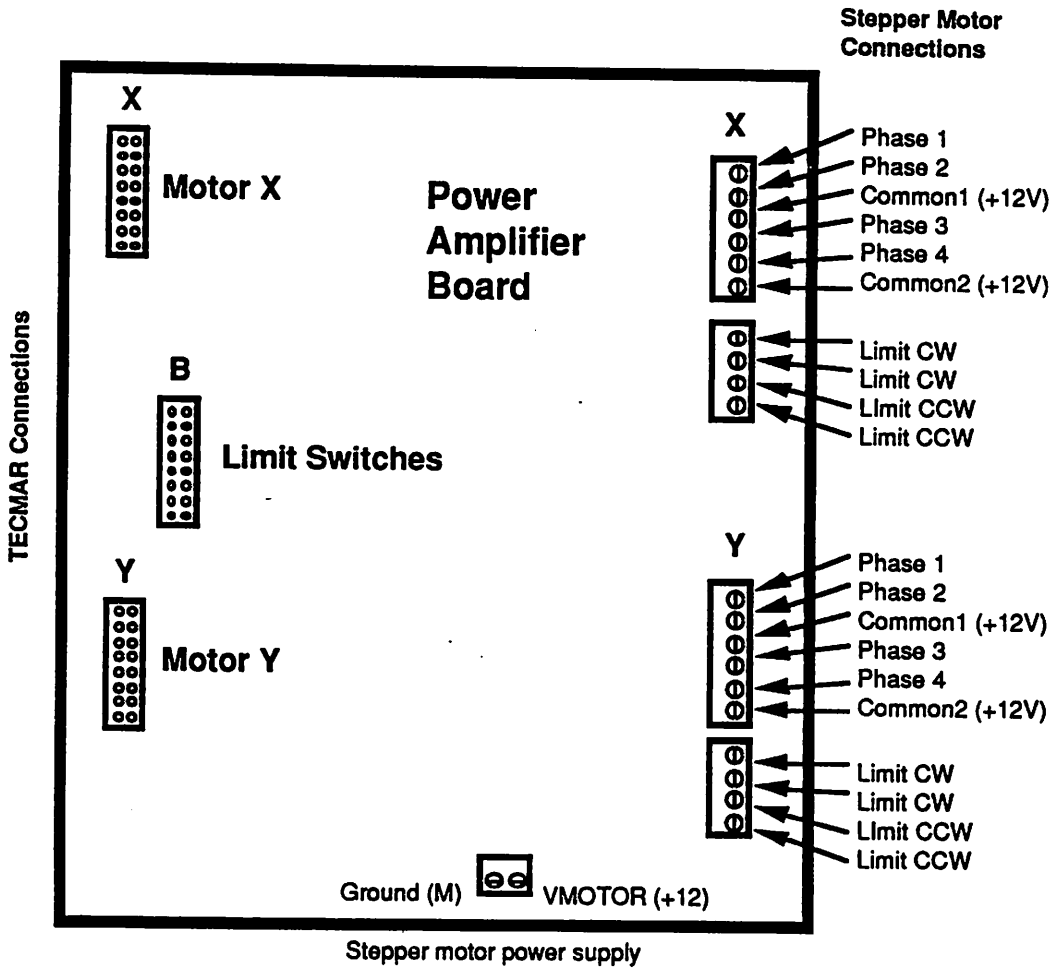 Stepper Motor
Connections
X
Motor X
Power
Amplifier
Board
X
Phase 1
Phase 2
Common1 (+12V)
Phase 3
Phase 4
Common2 (+12V)
Limit CW
Limit CW
LImit CCW
Limit CCW
TECMAR Connections
B
Limit Switches
Y
Motor Y
Y
Phase 1
Phase 2
Common1 (+12V)
Phase 3
Phase 4
Common2 (+12V)
Limit CW
Limit CW
LImit CCW
Limit CCW
Ground (M)
VMOTOR (+12)
Stepper motor power supply